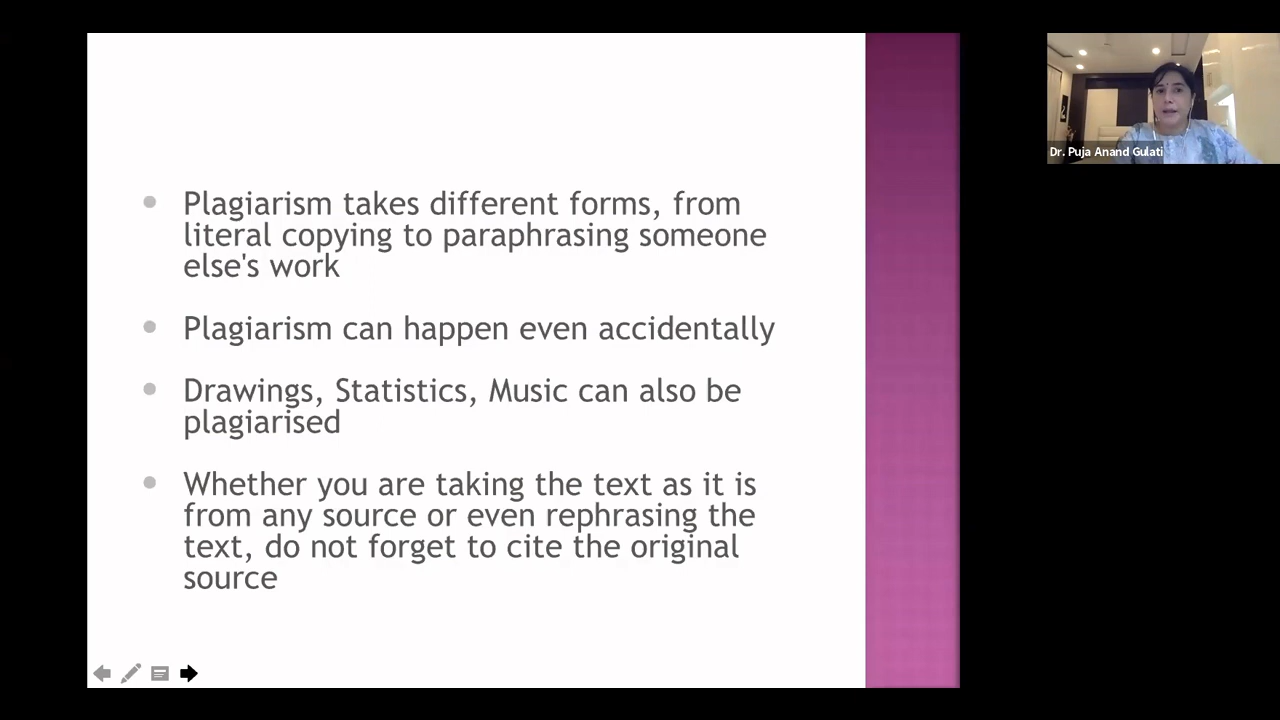 Plagiarism takes different forms, from
literal copying to paraphrasing someone
else's work
Plagiarism can happen even accidentally
Drawings, Statistics, Music can also be
plagiarised
Whether you are taking the text as it is
from any source or even rephrasing the
text, do not forget to cite the original
source
Dr. Puja Anand Gulati